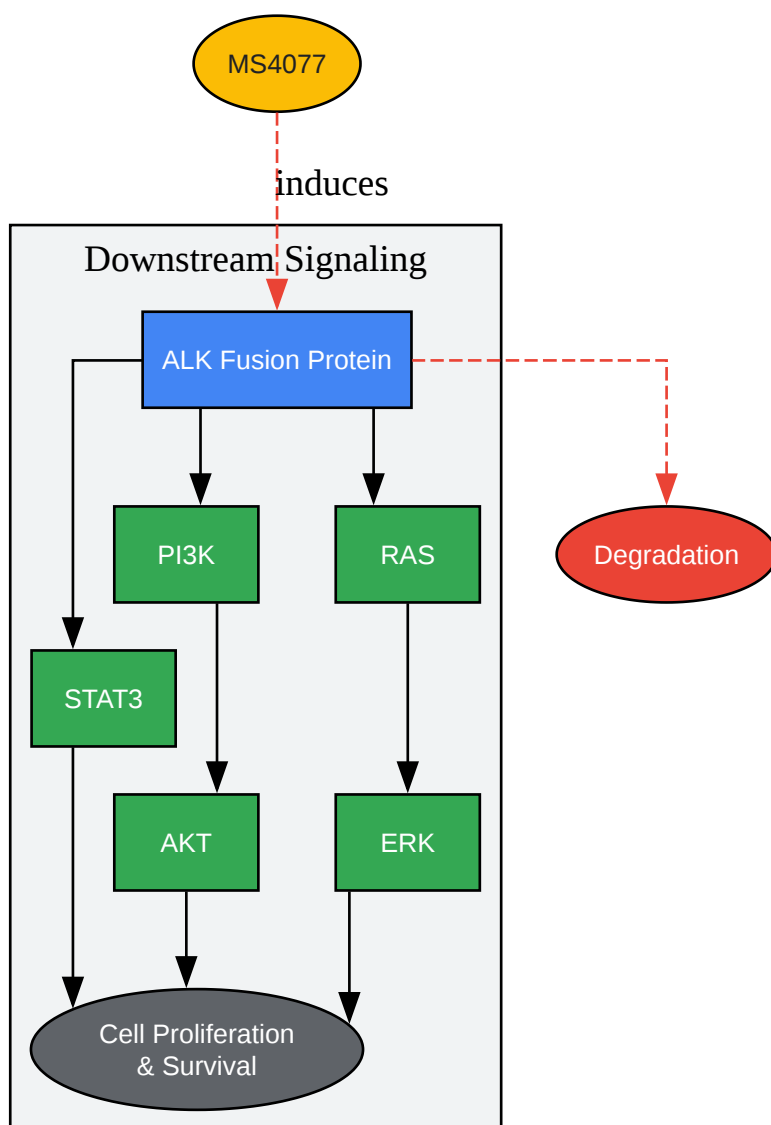 MS4077
induces
Downstream Signaling
ALK Fusion Protein
PI3K
RAS
Degradation
STAT3
AKT
ERK
Cell Proliferation
& Survival